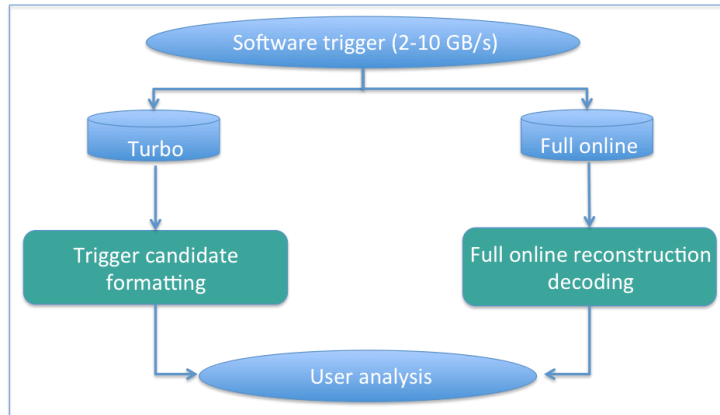 Software trigger (2-10 GB/s)
Turbo
Full online
Trigger candidate
formatting
Full online reconstruction
decoding
User analysis